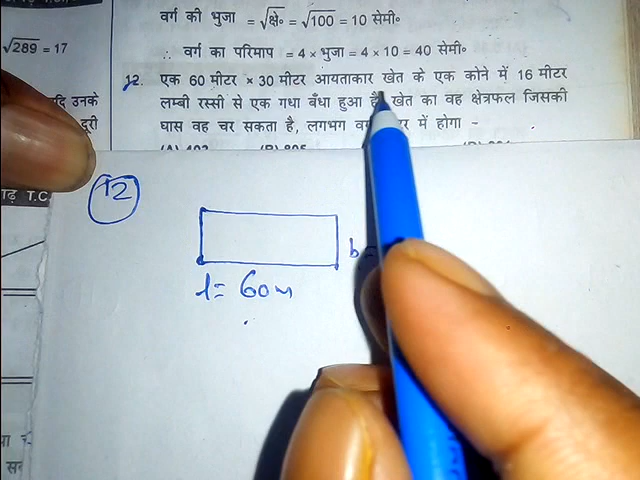 वर्ग की भुजा = √क्षे० = √100 = 10 सेमी०
√289 = 17
∴ वर्ग का परिमाप = 4 × भुजा = 4 × 10 = 40 सेमी०
12. एक 60 मीटर × 30 मीटर आयताकार खेत के एक कोने में 16 मीटर
उनके
लम्बी रस्सी से एक गधा बँधा हुआ है खेत का वह क्षेत्रफल जिसकी
दूरी
घास वह चर सकता है, लगभग में होगा -
T.C.
12
b =
l = 60m